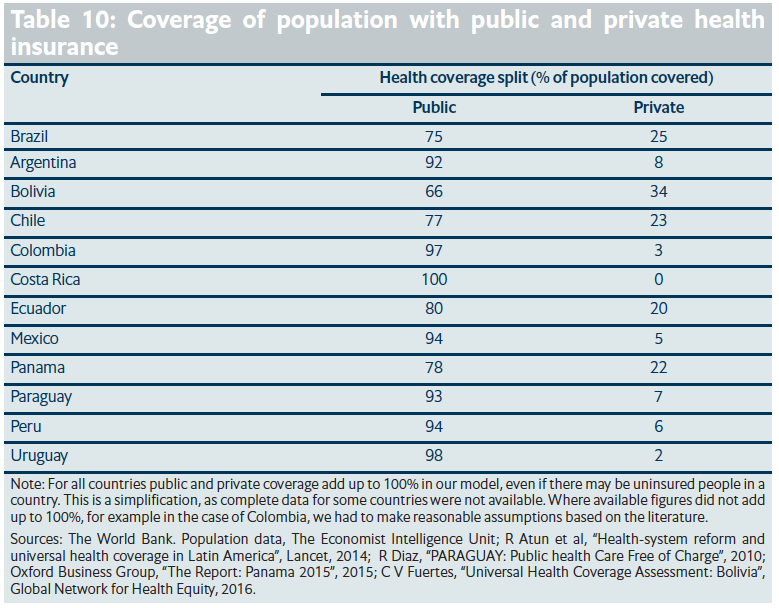 Table 10: Coverage of population with public and private health
insurance
Country Health coverage split (% of population covered)
Public Private
Brazil 75 25
Argentina 92 8
Bolivia 66 34
Chile 77 23
Colombia 97 3
Costa Rica 100 0
Ecuador 80 20
Mexico 94 5
Panama 78 22
Paraguay 93 7
Peru 94 6
Uruguay 98 2
Note: For all countries public and private coverage add up to 100% in our model, even if there may be uninsured people in a
country. This is a simplification, as complete data for some countries were not available. Where available figures did not add
up to 100%, for example in the case of Colombia, we had to make reasonable assumptions based on the literature.
Sources: The World Bank. Population data, The Economist Intelligence Unit; R Atun et al, “Health-system reform and
universal health coverage in Latin America”, Lancet, 2014; R Diaz, “PARAGUAY: Public health Care Free of Charge”, 2010;
Oxford Business Group, “The Report: Panama 2015”, 2015; C V Fuertes, “Universal Health Coverage Assessment: Bolivia”,
Global Network for Health Equity, 2016.